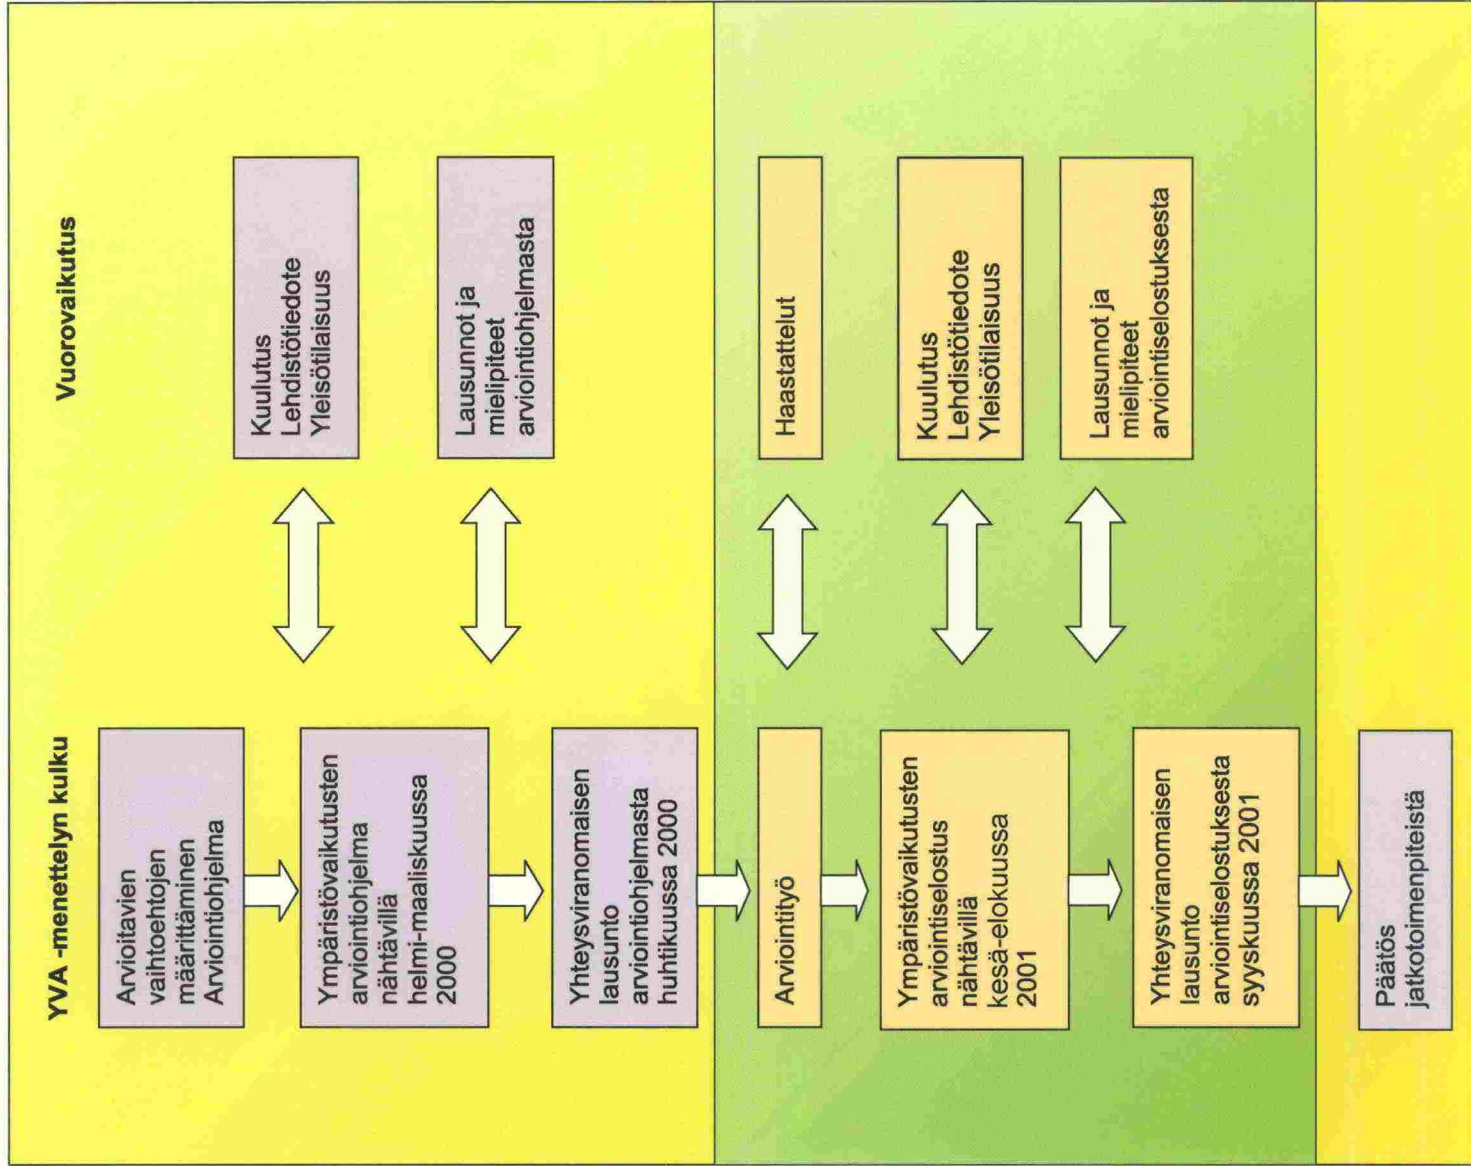 YVA -menettelyn kulku
Vuorovaikutus
Arvioitavien
vaihtoehtojen
määrittäminen
Arviointiohjelma
Kuulutus
Lehdistötiedote
Yleisötilaisuus
Ympäristövaikutusten
arviointiohjelma
nähtävillä
helmi-maaliskuussa
2000
Lausunnot ja
mielipiteet
arviointiohjelmasta
Yhteysviranomaisen
lausunto
arviointiohjelmasta
huhtikuussa 2000
Arviointityö
Haastattelut
Ympäristövaikutusten
arviointiselostus
nähtävillä
kesä-elokuussa
2001
Kuulutus
Lehdistötiedote
Yleisötilaisuus
Lausunnot ja
mielipiteet
arviointiselostuksesta
Yhteysviranomaisen
lausunto
arviointiselostuksesta
syyskuussa 2001
Päätös
jatkotoimenpiteistä